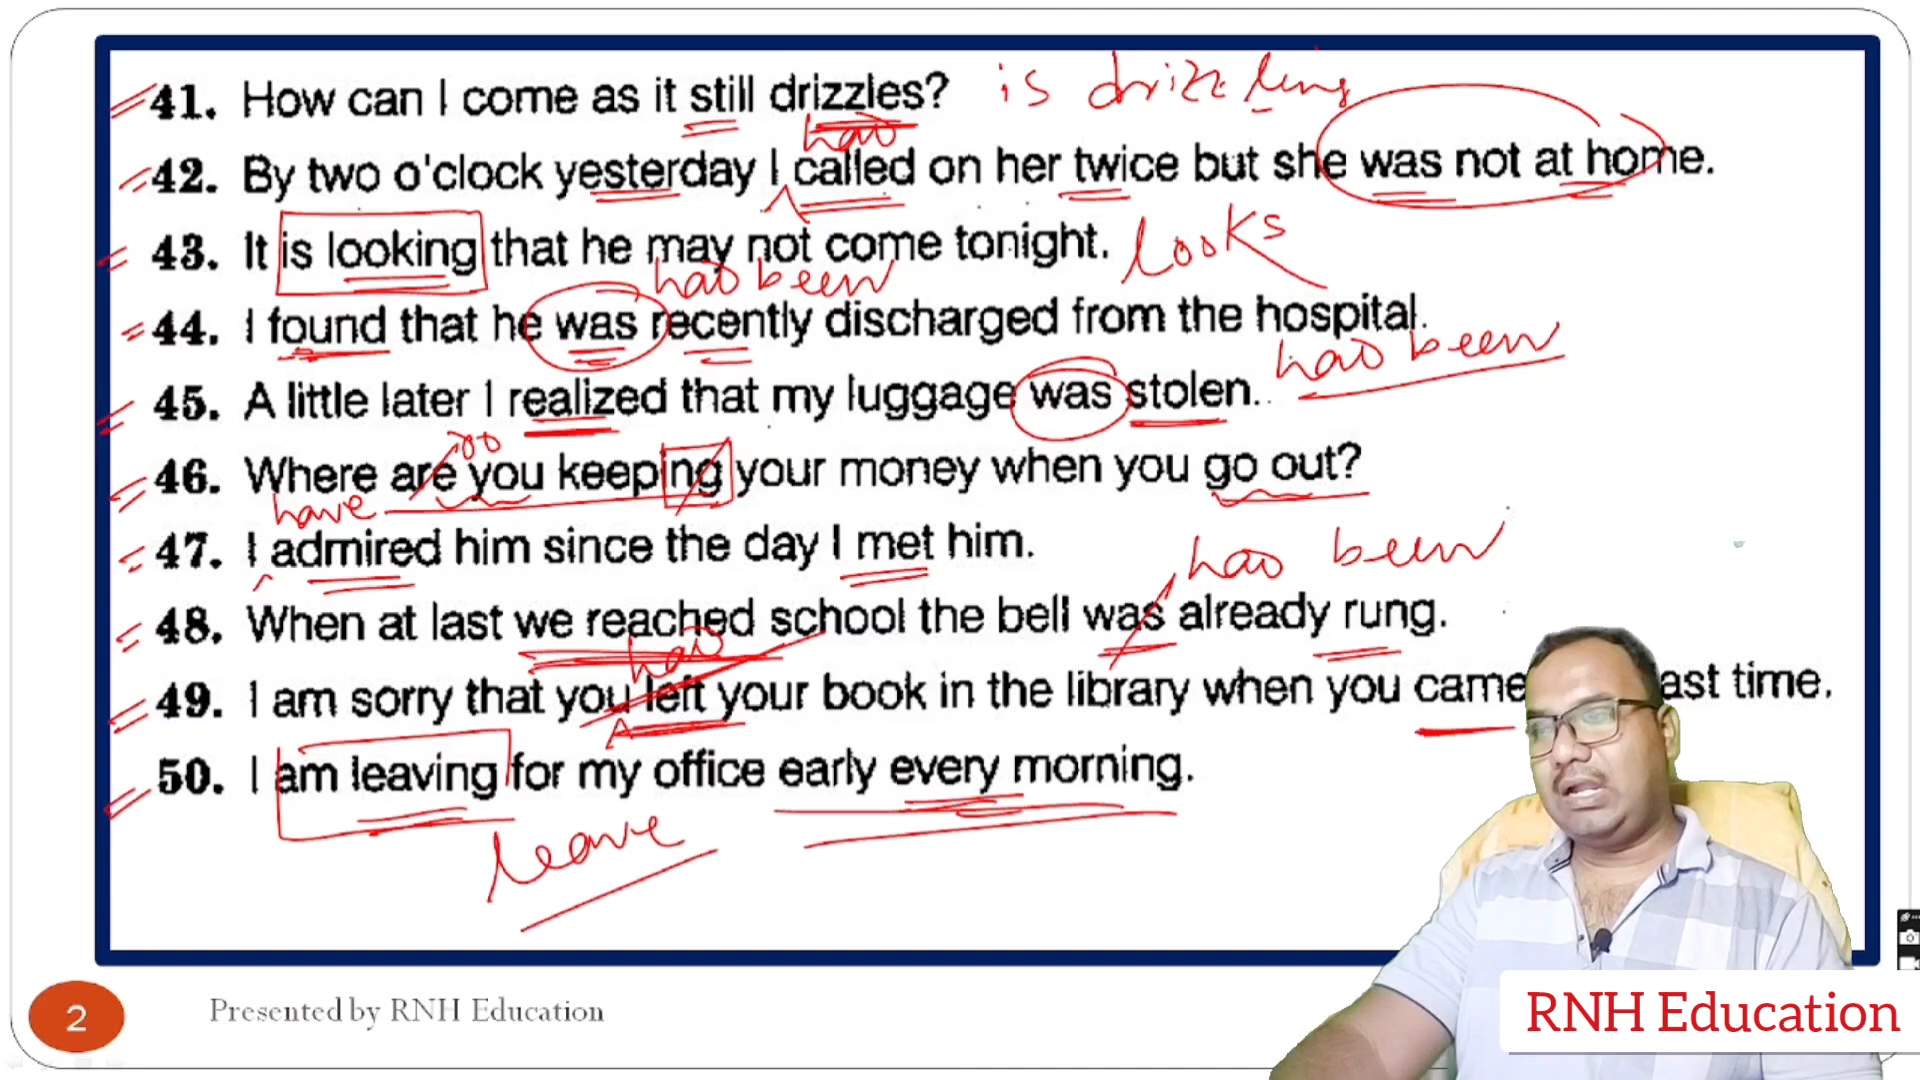 41. How can I come as it still drizzles? is drizzling
had
42. By two o'clock yesterday I called on her twice but she was not at home.
43. It is looking that he may not come tonight. looks
had been
44. I found that he was recently discharged from the hospital.
had been
45. A little later I realized that my luggage was stolen.
do
46. Where are you keeping your money when you go out?
have
47. I admired him since the day I met him.
had been
48. When at last we reached school the bell was already rung.
had
49. I am sorry that you left your book in the library when you came ast time.
50. I am leaving for my office early every morning.
leave
2 Presented by RNH Education
RNH Education